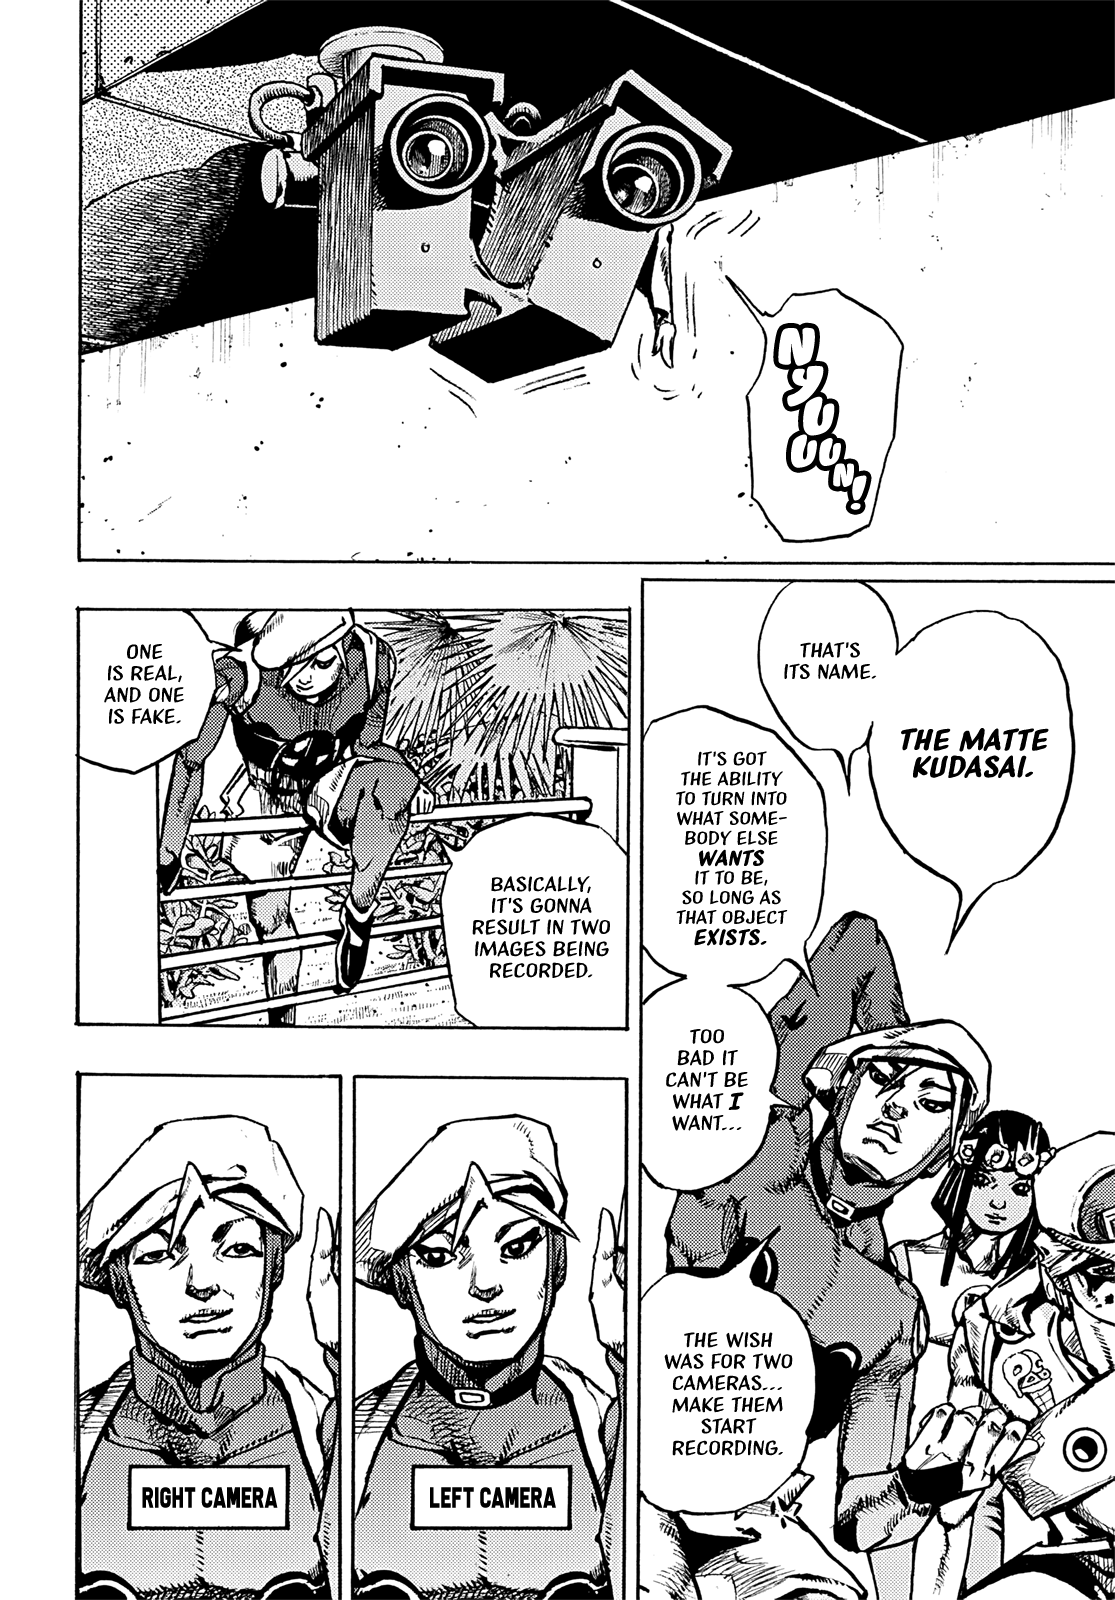 NYUUUUN!
THAT'S
ITS NAME.
THE MATTE
KUDASAI.
IT'S GOT
THE ABILITY
TO TURN INTO
WHAT SOME-
BODY ELSE
WANTS
IT TO BE,
SO LONG AS
THAT OBJECT
EXISTS.
TOO
BAD IT
CAN'T BE
WHAT I
WANT...
THE WISH
WAS FOR TWO
CAMERAS...
MAKE THEM
START
RECORDING.
ONE
IS REAL,
AND ONE
IS FAKE.
BASICALLY,
IT'S GONNA
RESULT IN TWO
IMAGES BEING
RECORDED.
RIGHT CAMERA
LEFT CAMERA